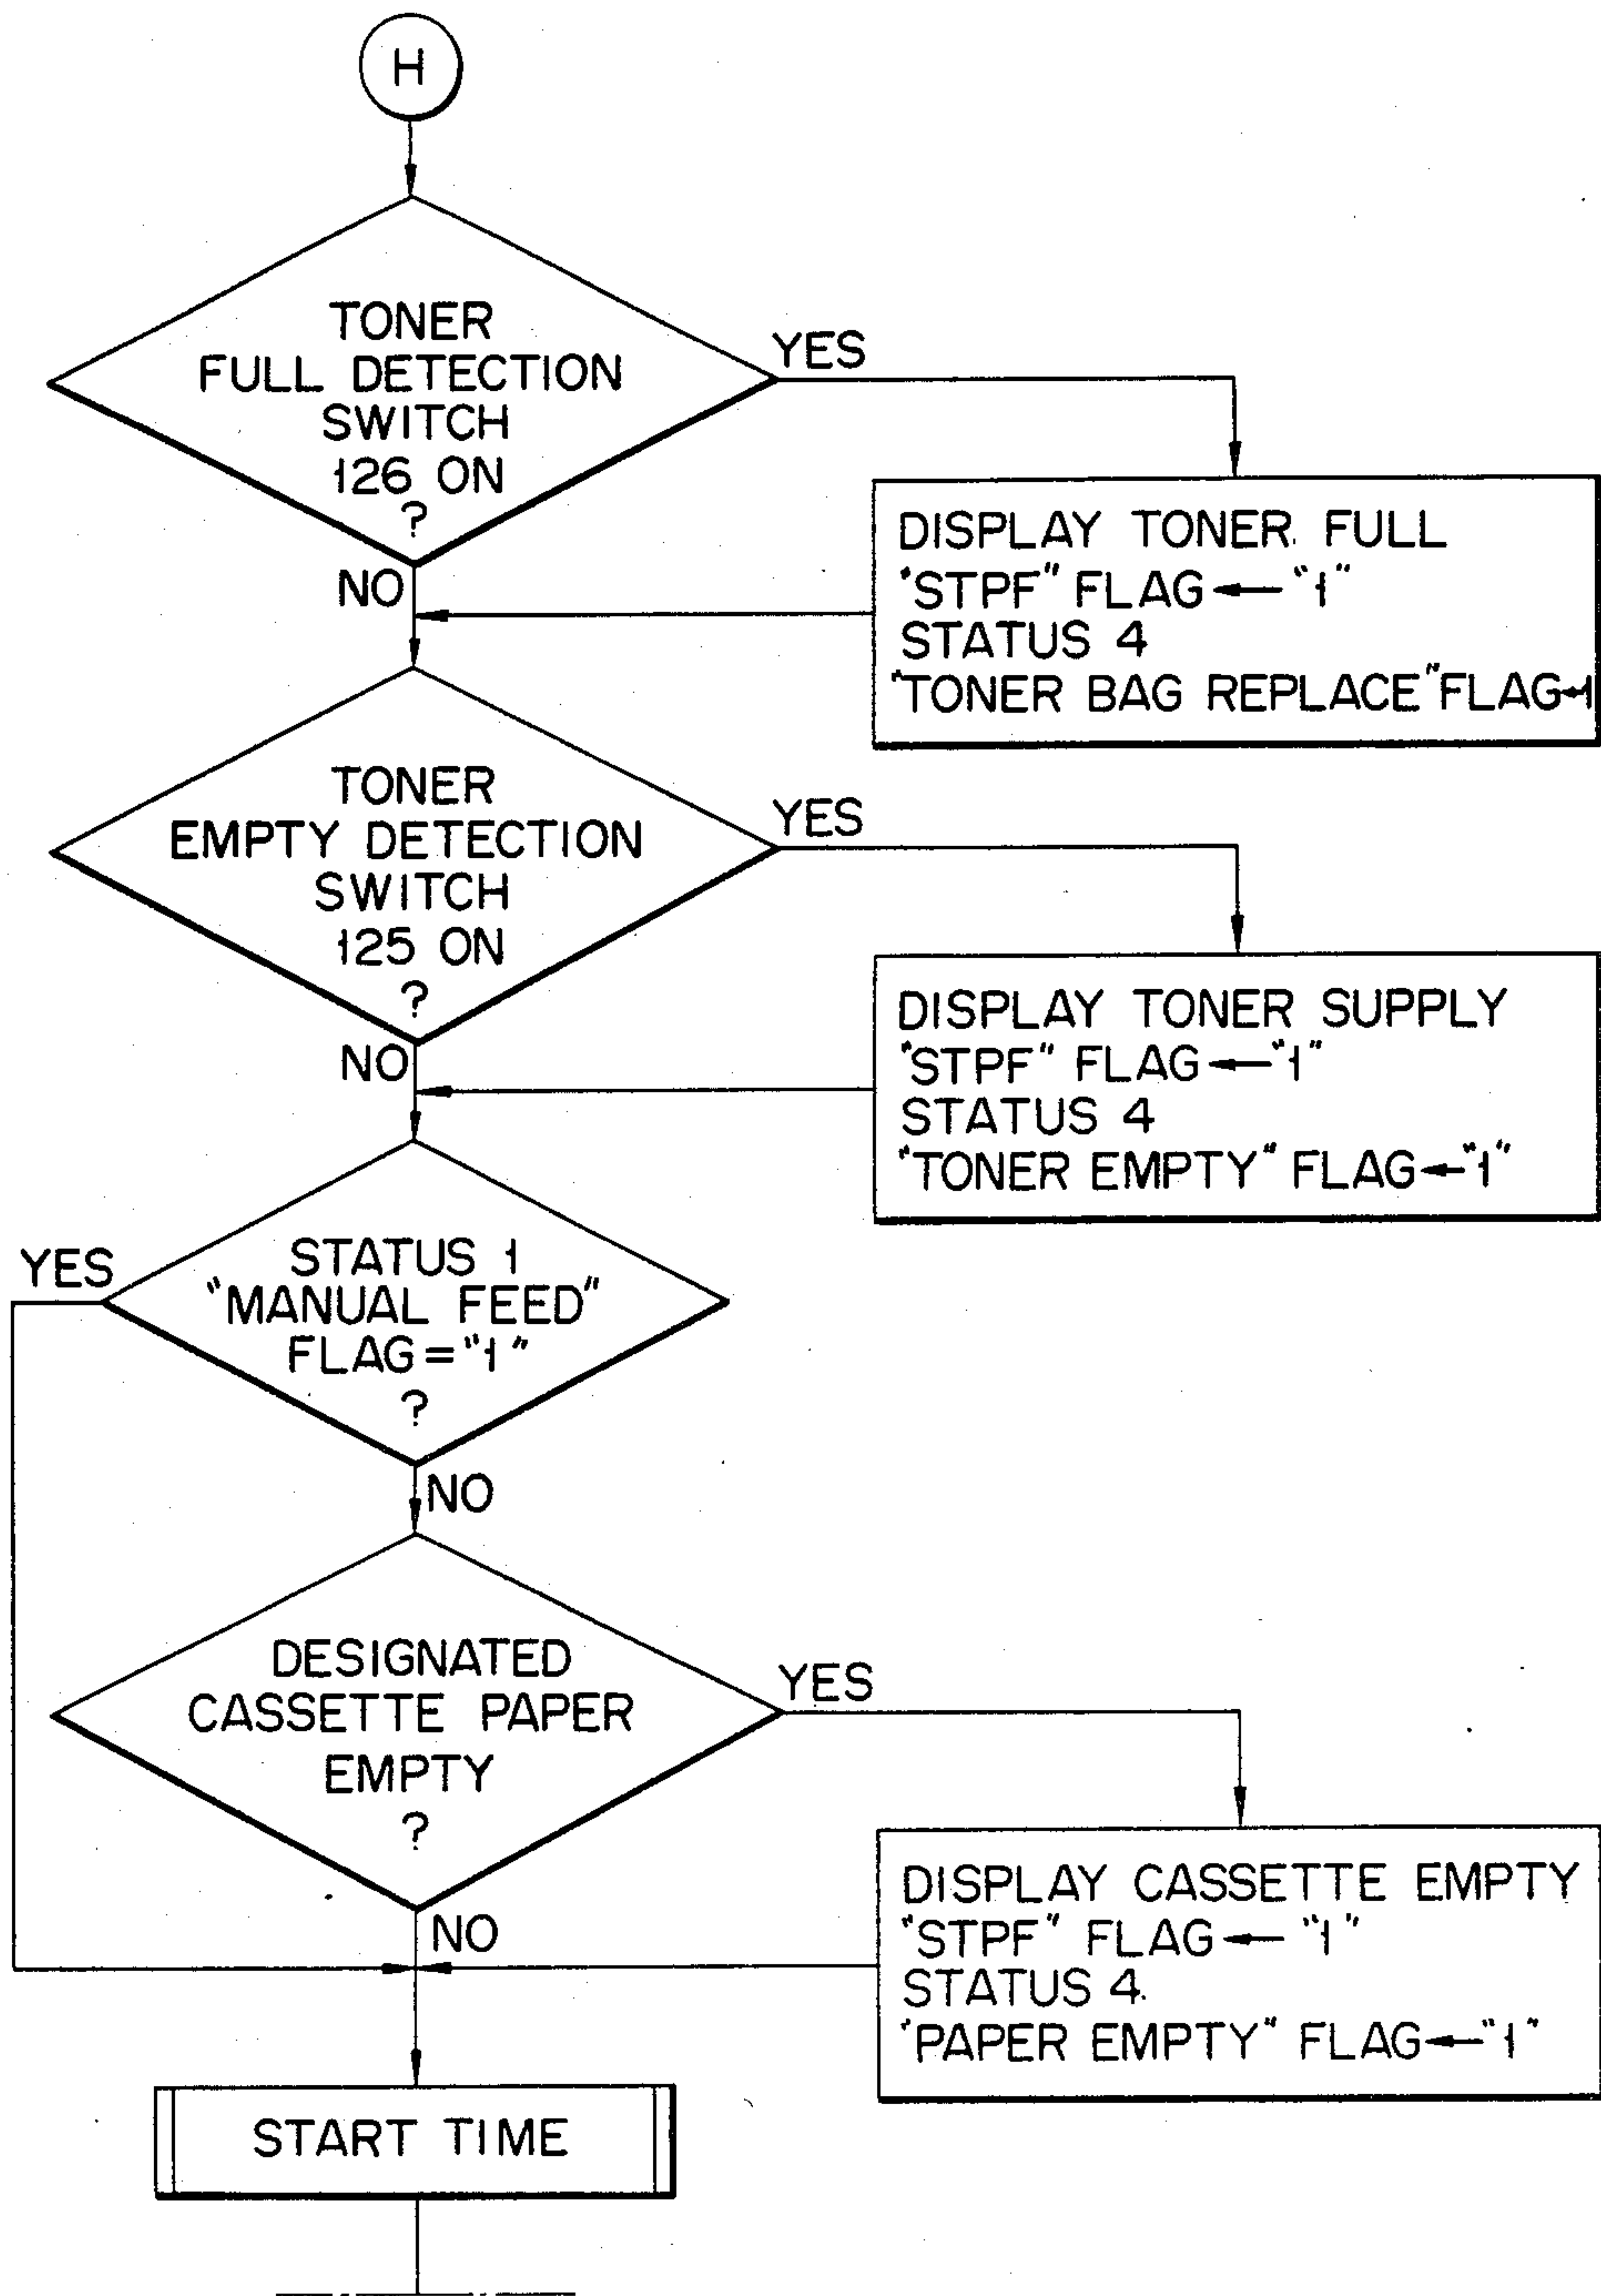 H
TONER
FULL DETECTION
SWITCH
126 ON
?
YES
NO
DISPLAY TONER FULL
"STPF" FLAG ← "1"
STATUS 4
"TONER BAG REPLACE" FLAG ← 1
TONER
EMPTY DETECTION
SWITCH
125 ON
?
YES
NO
DISPLAY TONER SUPPLY
"STPF" FLAG ← "1"
STATUS 4
"TONER EMPTY" FLAG ← "1"
STATUS 1
"MANUAL FEED"
FLAG = "1"
?
YES
NO
DESIGNATED
CASSETTE PAPER
EMPTY
?
YES
NO
DISPLAY CASSETTE EMPTY
"STPF" FLAG ← "1"
STATUS 4
"PAPER EMPTY" FLAG ← "1"
START TIME